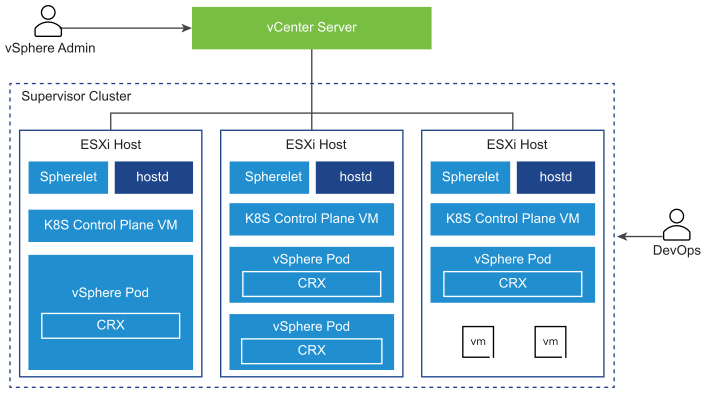 vCenter Server
vSphere Admin
Supervisor Cluster
ESXi Host
Spherelet
hostd
K8S Control Plane VM
vSphere Pod
CRX
ESXi Host
Spherelet
hostd
K8S Control Plane VM
vSphere Pod
CRX
vSphere Pod
CRX
ESXi Host
Spherelet
hostd
K8S Control Plane VM
vSphere Pod
CRX
vm
vm
DevOps